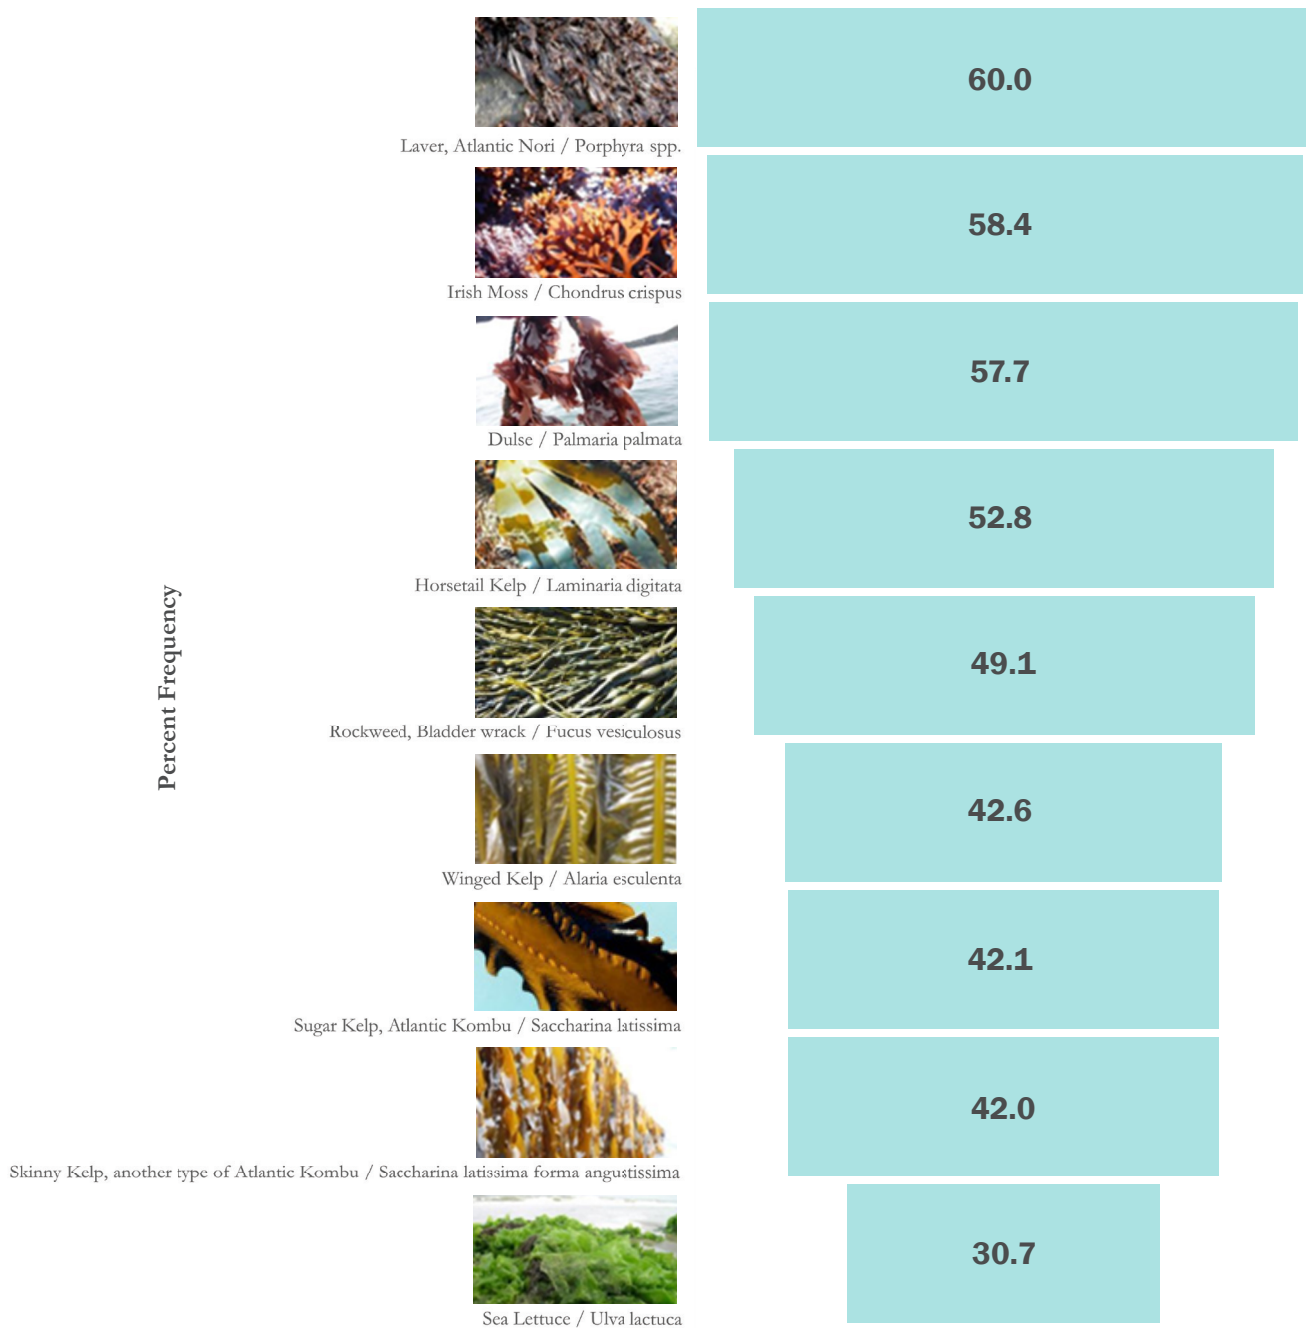 60.0
Laver, Atlantic Nori / Porphyra spp.
58.4
Irish Moss / Chondrus crispus
57.7
Dulse / Palmaria palmata
52.8
Horsetail Kelp / Laminaria digitata
Percent Frequency
49.1
Rockweed, Bladder wrack / Fucus vesiculosus
42.6
Winged Kelp / Alaria esculenta
42.1
Sugar Kelp, Atlantic Kombu / Saccharina latissima
42.0
Skinny Kelp, another type of Atlantic Kombu / Saccharina latissima forma angustissima
30.7
Sea Lettuce / Ulva lactuca